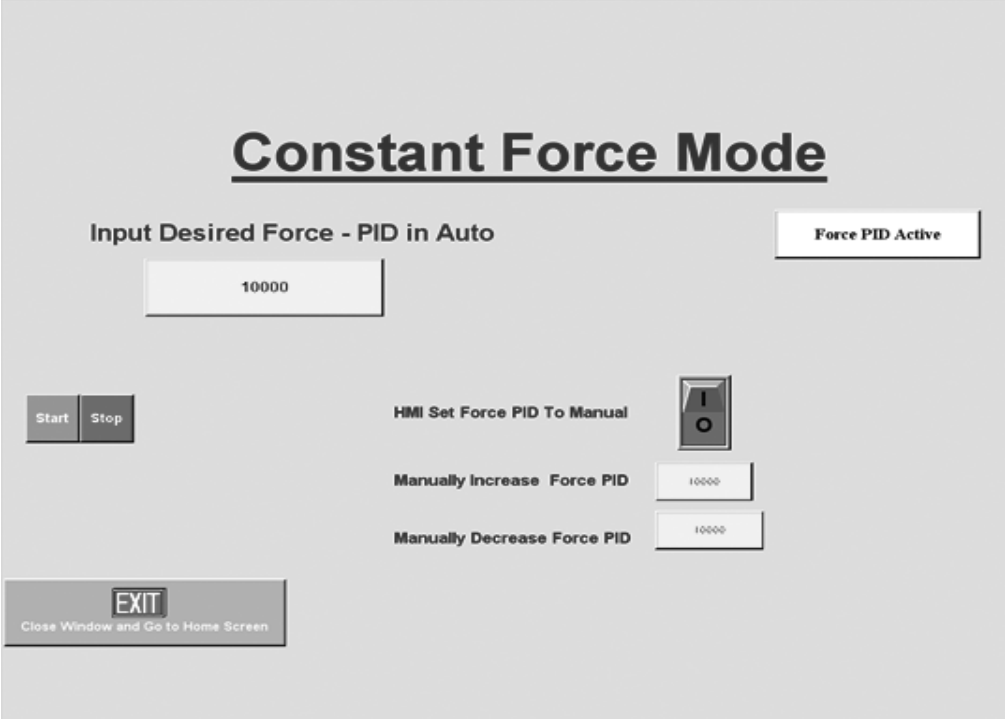 Constant Force Mode
Input Desired Force - PID in Auto
Force PID Active
10000
Start Stop
HMI Set Force PID To Manual
I
O
Manually Increase Force PID
10000
Manually Decrease Force PID
10000
EXIT
Close Window and Go to Home Screen